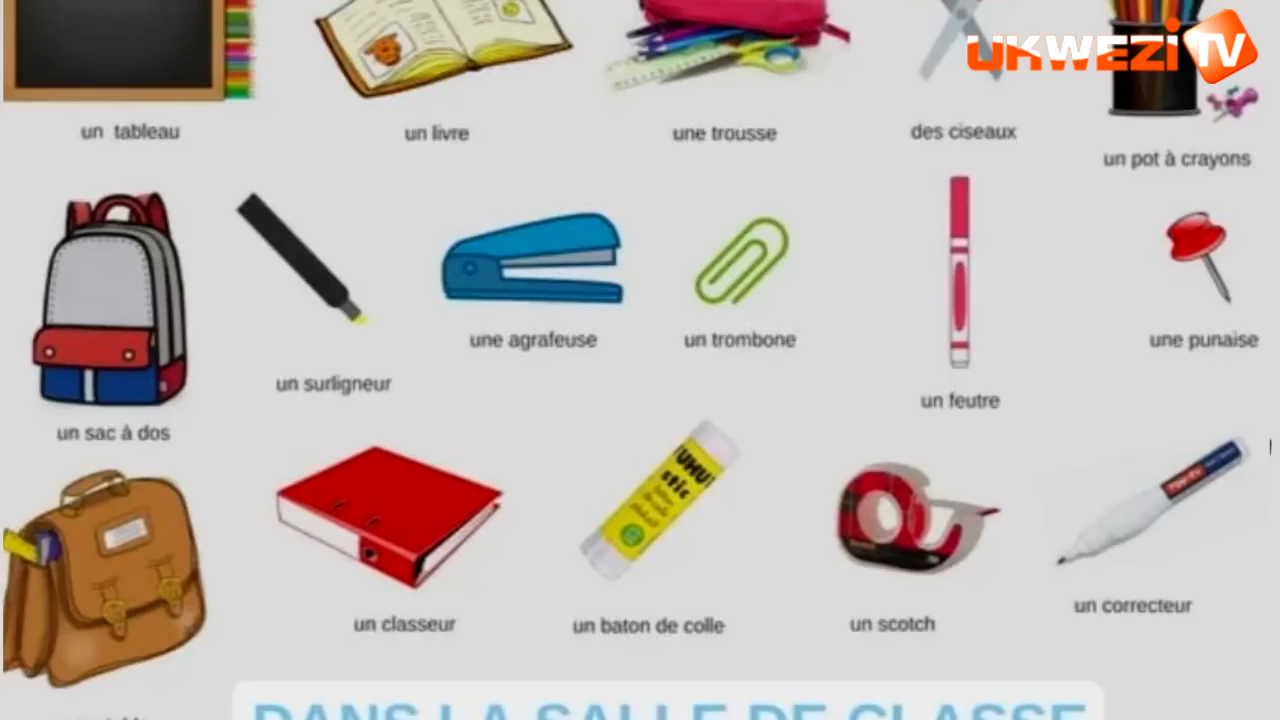 UKWEZI TV
un tableau
un livre
une trousse
des ciseaux
un pot à crayons
une agrafeuse
un trombone
une punaise
un surligneur
un feutre
un sac à dos
UHU
stic
un classeur
un baton de colle
un scotch
un correcteur
DANS LA SALLE DE CLASSE